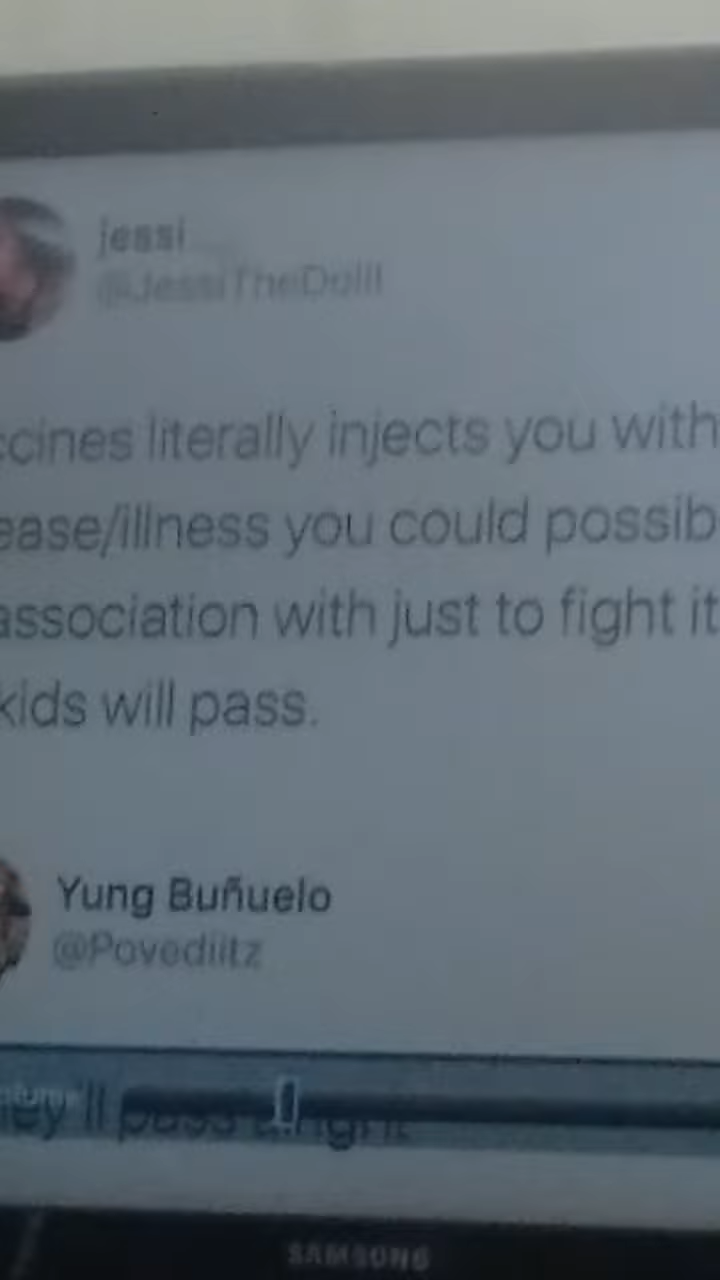 jessi
@JessiTheDolll
ccines literally injects you with
ease/illness you could possib
association with just to fight it
kids will pass.
Yung Buñuelo
@Povediitz
ey'll pass alright
SAMSUNG